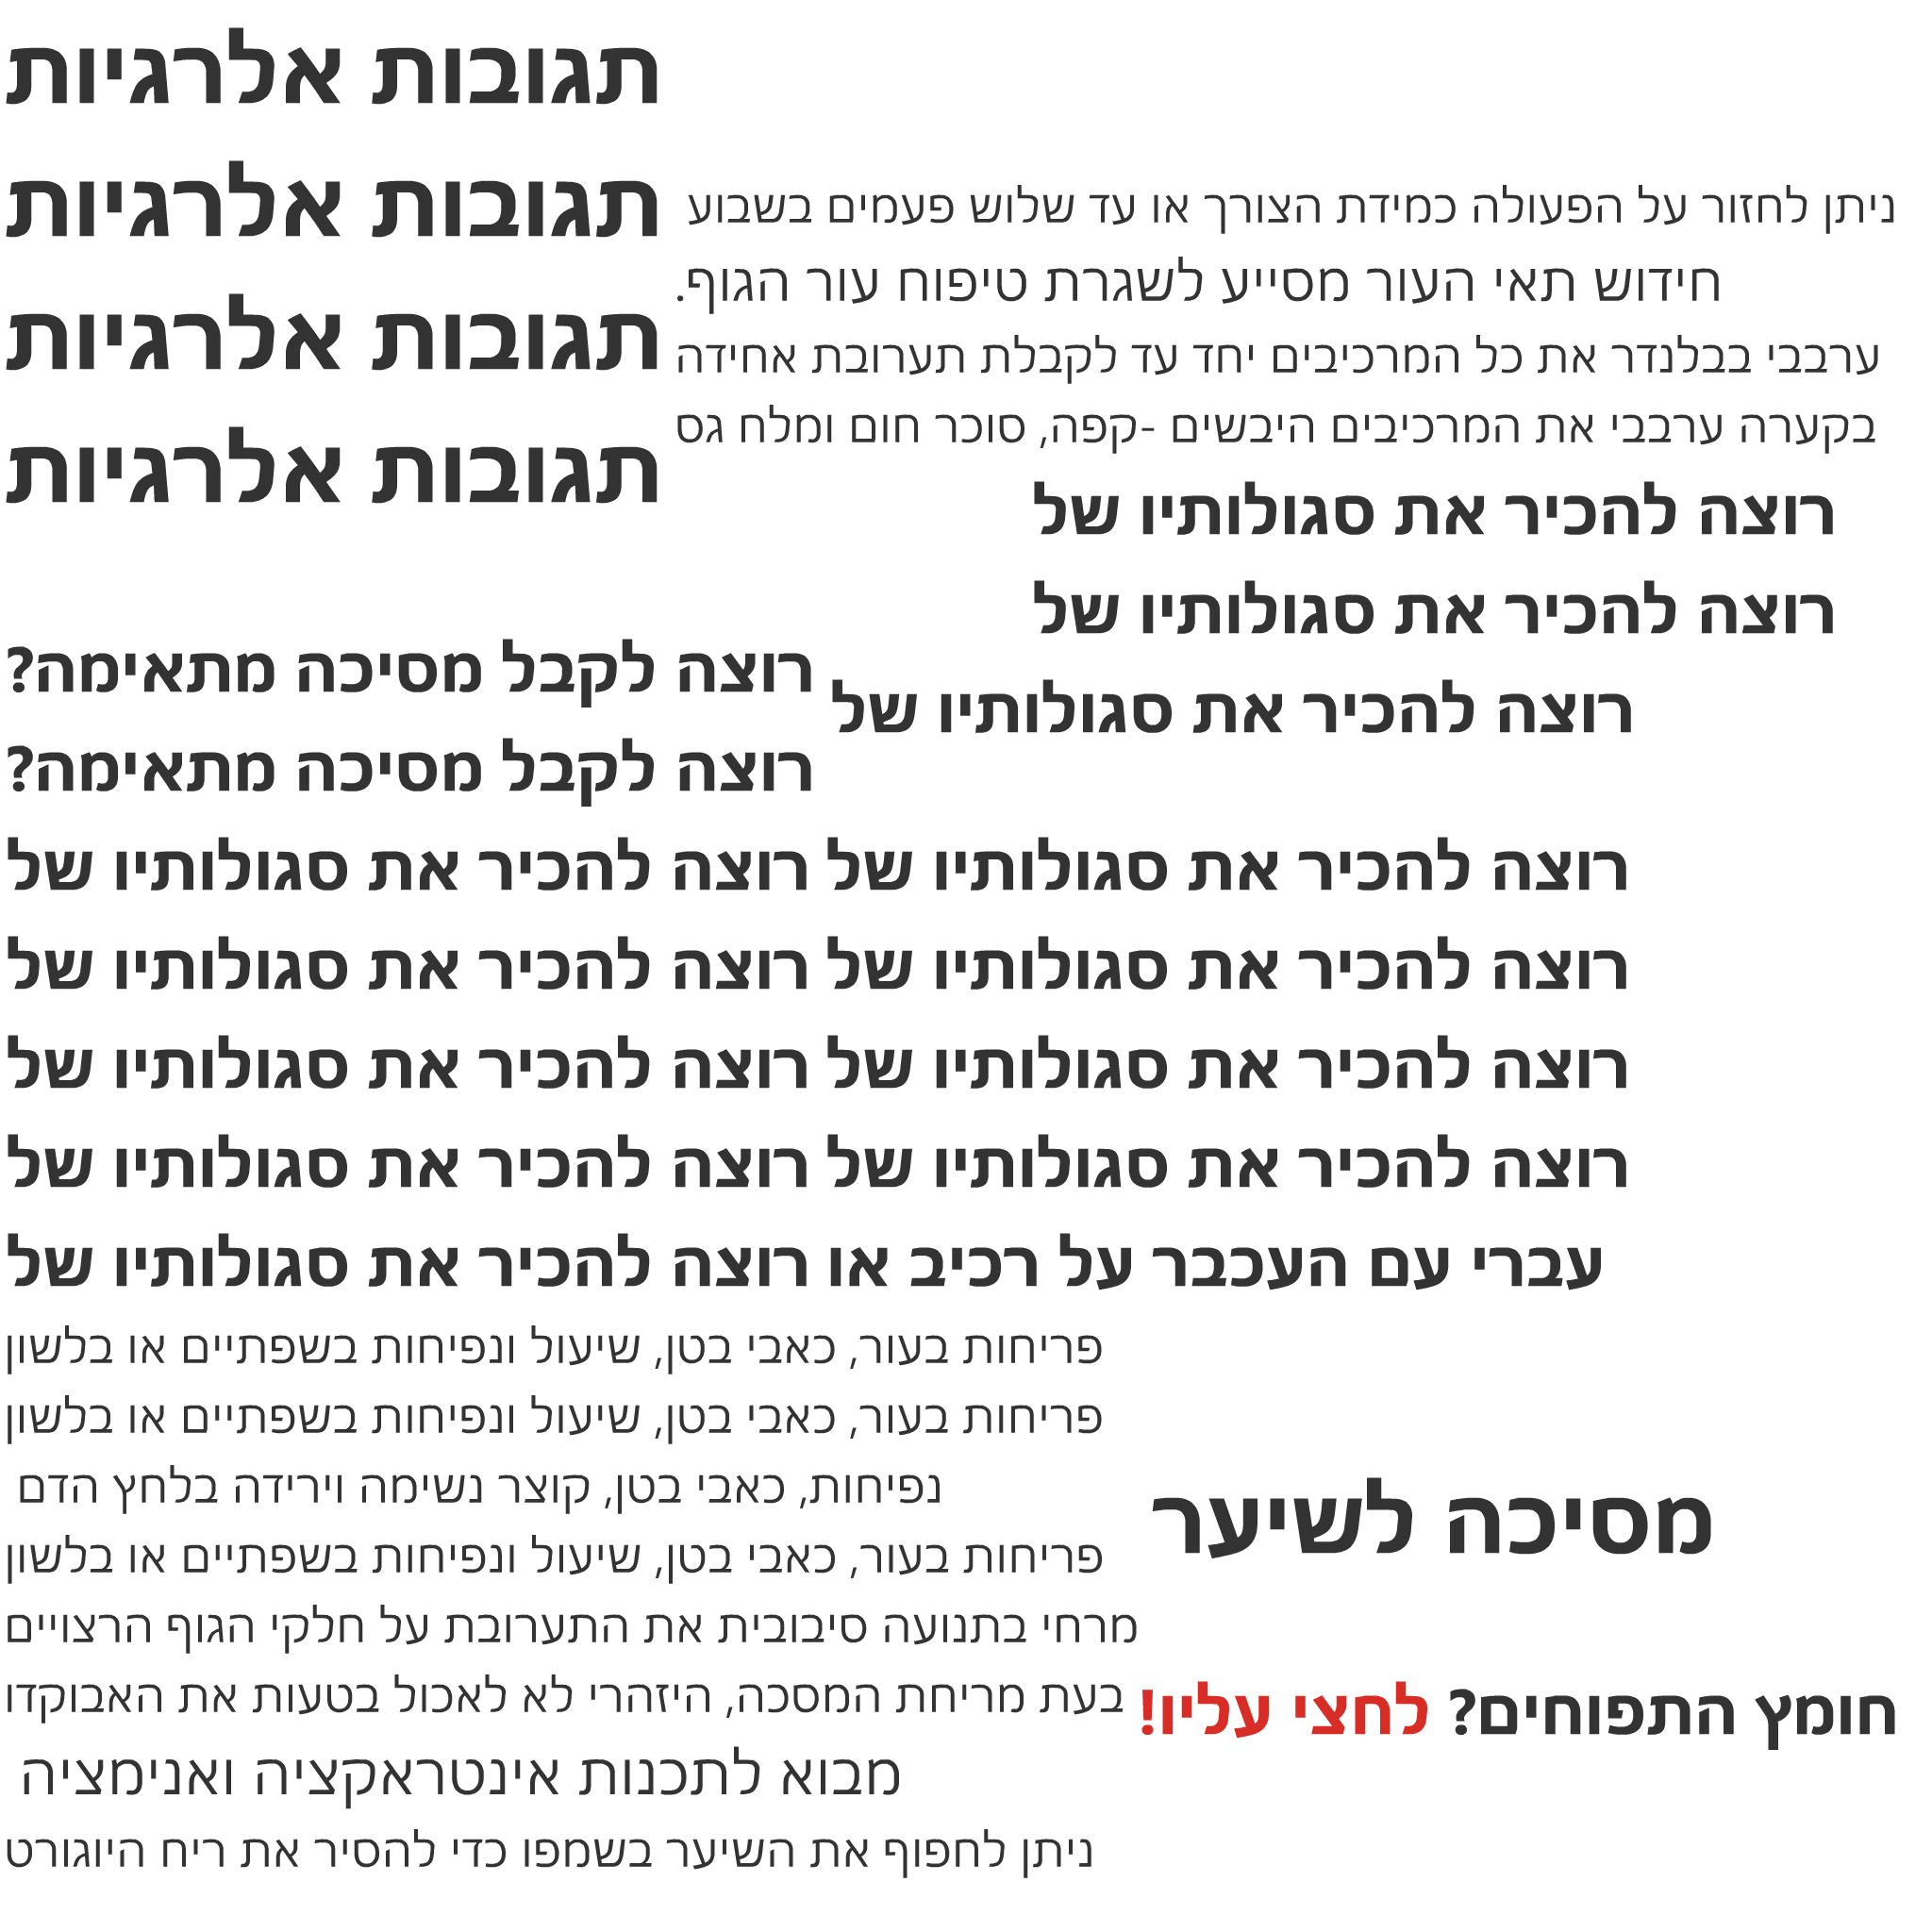 תגובות אלרגיות
תגובות אלרגיות
ניתן לחזור על הפעולה כמידת הצורך או עד שלוש פעמים בשבוע
חידוש תאי העור מסייע לשגרת טיפוח עור הגוף.
תגובות אלרגיות
ערבבי בבלנדר את כל המרכיבים יחד עד לקבלת תערובת אחידה
בקערה ערבבי את המרכיבים היבשים -קפה, סוכר חום ומלח גס
תגובות אלרגיות
רוצה להכיר את סגולותיו של
רוצה להכיר את סגולותיו של
רוצה לקבל מסיכה מתאימה?
רוצה להכיר את סגולותיו של
רוצה לקבל מסיכה מתאימה?
רוצה להכיר את סגולותיו של רוצה להכיר את סגולותיו של
רוצה להכיר את סגולותיו של רוצה להכיר את סגולותיו של
רוצה להכיר את סגולותיו של רוצה להכיר את סגולותיו של
רוצה להכיר את סגולותיו של רוצה להכיר את סגולותיו של
עברי עם העכבר על רכיב או רוצה להכיר את סגולותיו של
פריחות בעור, כאבי בטן, שיעול ונפיחות בשפתיים או בלשון
פריחות בעור, כאבי בטן, שיעול ונפיחות בשפתיים או בלשון
נפיחות, כאבי בטן, קוצר נשימה וירידה בלחץ הדם
מסיכה לשיער
פריחות בעור, כאבי בטן, שיעול ונפיחות בשפתיים או בלשון
מרחי בתנועה סיבובית את התערובת על חלקי הגוף הרצויים
בעת מריחת המסכה, היזהרי לא לאכול בטעות את האבוקדו
חומץ התפוחים? לחצי עליו!
מבוא לתכנות אינטראקציה ואנימציה
ניתן לחפוף את השיער בשמפו כדי להסיר את ריח היוגורט